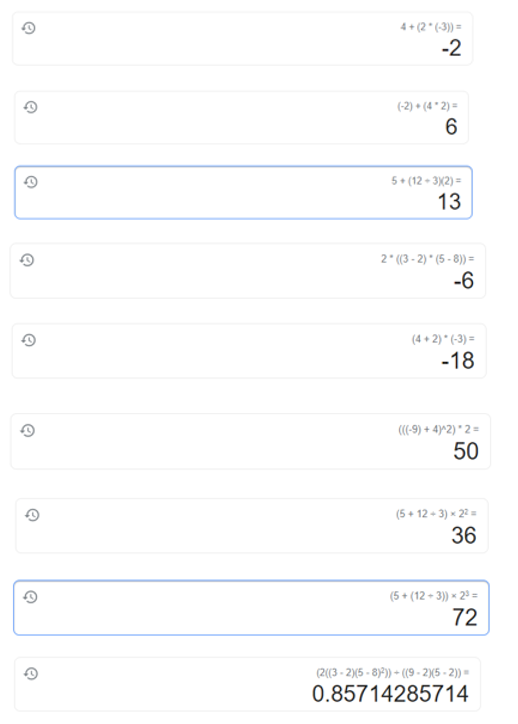 4 + (2 * (-3)) =
-2
(-2) + (4 * 2) =
6
5 + (12 ÷ 3)(2) =
13
2 * ((3 - 2) * (5 - 8)) =
-6
(4 + 2) * (-3) =
-18
(((-9) + 4)^2) * 2 =
50
(5 + 12 ÷ 3) × 2² =
36
(5 + (12 ÷ 3)) × 2³ =
72
(2((3 - 2)(5 - 8)²)) ÷ ((9 - 2)(5 - 2)) =
0.85714285714